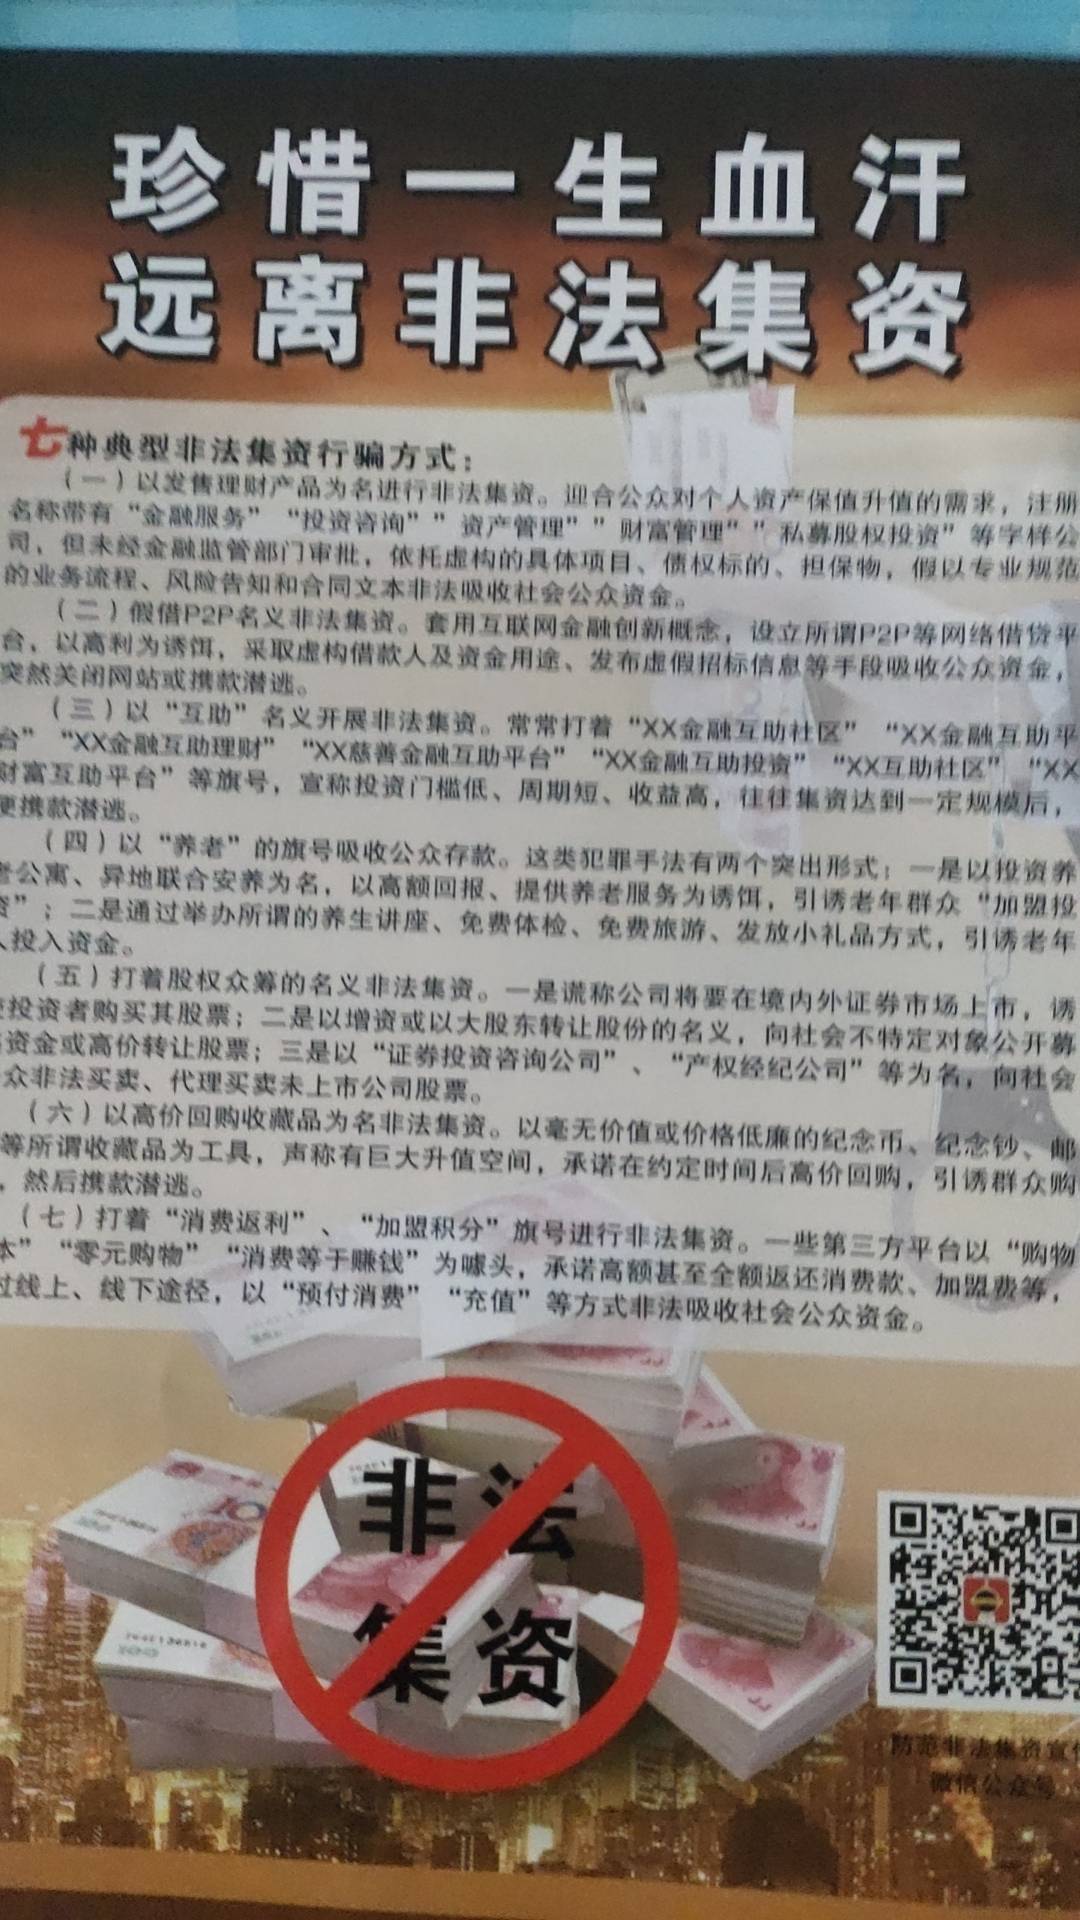 珍惜一生血汗
远离非法集资
七种典型非法集资行骗方式：
（一）以发售理财产品为名进行非法集资。迎合公众对个人资产保值升值的需求，注册
名称带有“金融服务” “投资咨询”” 资产管理”” 财富管理”” 私募股权投资” 等字样公
司，但未经金融监管部门审批，依托虚构的具体项目、债权标的、担保物，假以专业规范
的业务流程、风险告知和合同文本非法吸收社会公众资金。
（二）假借P2P名义非法集资。套用互联网金融创新概念，设立所谓P2P等网络借贷平
台，以高利为诱饵，采取虚构借款人及资金用途、发布虚假招标信息等手段吸收公众资金，
突然关闭网站或携款潜逃。
（三）以“互助”名义开展非法集资。常常打着“XX金融互助社区” “XX金融互助平
台” “XX金融互助理财” “XX慈善金融互助平台” “XX金融互助投资” “XX互助社区” “XX
财富互助平台”等旗号，宣称投资门槛低、周期短、收益高，往往集资达到一定规模后，
便携款潜逃。
（四）以“养老”的旗号吸收公众存款。这类犯罪手法有两个突出形式：一是以投资养
老公寓、异地联合安养为名，以高额回报、提供养老服务为诱饵，引诱老年群众“加盟投
资”；二是通过举办所谓的养生讲座、免费体检、免费旅游、发放小礼品方式，引诱老年
人投入资金。
（五）打着股权众筹的名义非法集资。一是谎称公司将要在境内外证券市场上市，诱
投资者购买其股票；二是以增资或以大股东转让股份的名义，向社会不特定对象公开募
资金或高价转让股票；三是以“证券投资咨询公司”、“产权经纪公司”等为名，向社会
众非法买卖、代理买卖未上市公司股票。
（六）以高价回购收藏品为名非法集资。以毫无价值或价格低廉的纪念币、纪念钞、邮
等所谓收藏品为工具，声称有巨大升值空间，承诺在约定时间后高价回购，引诱群众购
，然后携款潜逃。
（七）打着“消费返利”、“加盟积分”旗号进行非法集资。一些第三方平台以“购物
本” “零元购物” “消费等于赚钱”为噱头，承诺高额甚至全额返还消费款、加盟费等，
过线上、线下途径，以“预付消费” “充值”等方式非法吸收社会公众资金。
非法
集资
防范非法集资宣传
微信公众号